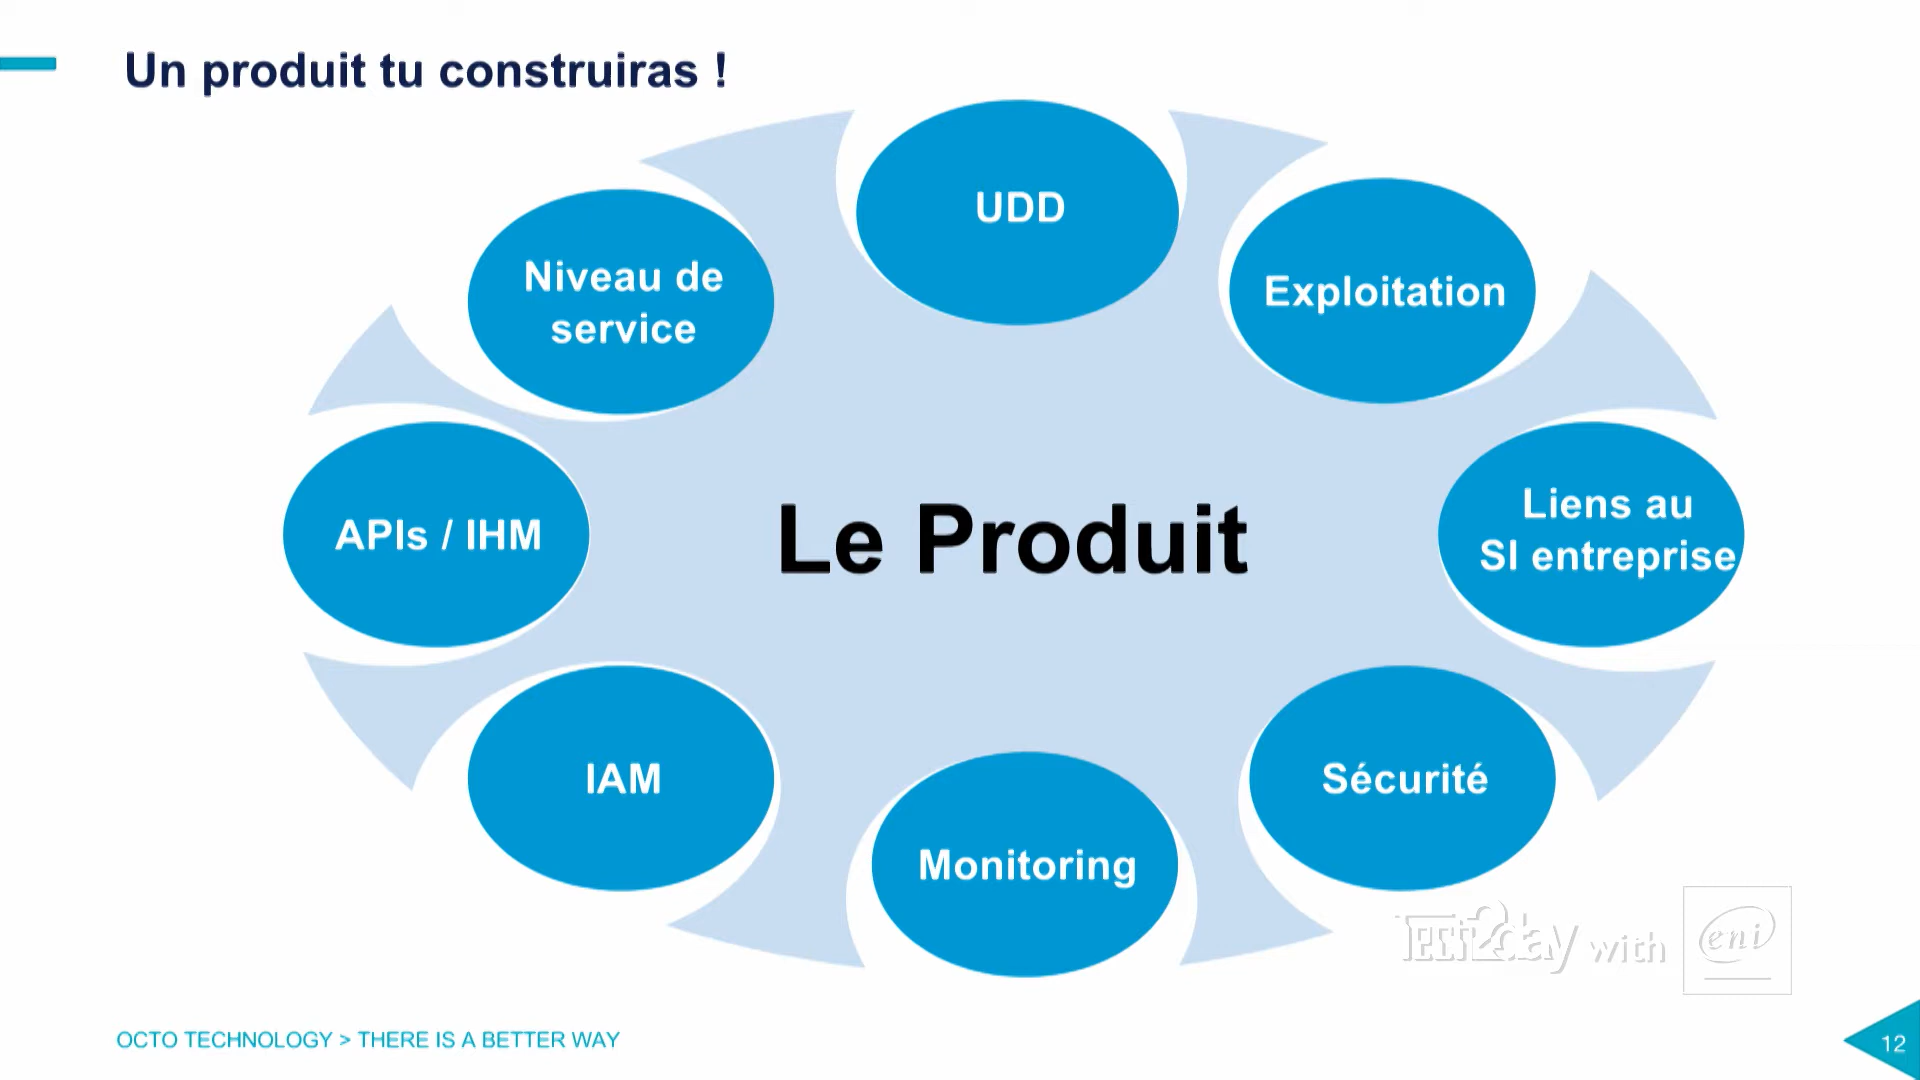 Un produit tu construiras !
UDD
Niveau de
service
Exploitation
APIs / IHM
Le Produit
Liens au
SI entreprise
IAM
Monitoring
Sécurité
Tech2day with
eni
OCTO TECHNOLOGY > THERE IS A BETTER WAY
12